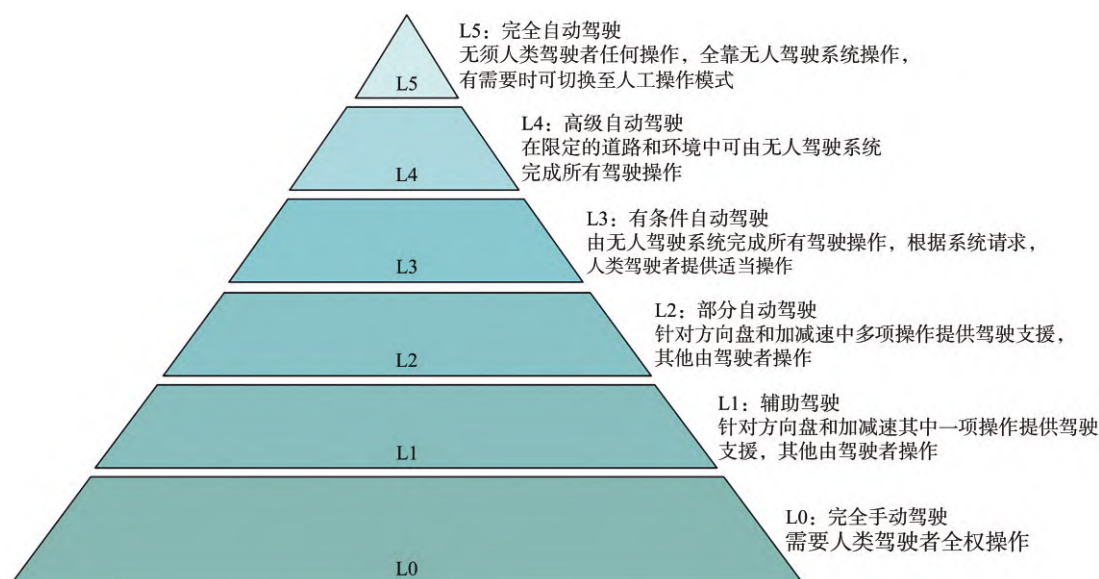 L5：完全自动驾驶
无须人类驾驶者任何操作，全靠无人驾驶系统操作，
有需要时可切换至人工操作模式
L5
L4：高级自动驾驶
在限定的道路和环境中可由无人驾驶系统
完成所有驾驶操作
L4
L3：有条件自动驾驶
由无人驾驶系统完成所有驾驶操作，根据系统请求，
人类驾驶者提供适当操作
L3
L2：部分自动驾驶
针对方向盘和加减速中多项操作提供驾驶支援，
其他由驾驶者操作
L2
L1：辅助驾驶
针对方向盘和加减速其中一项操作提供驾驶
支援，其他由驾驶者操作
L1
L0：完全手动驾驶
需要人类驾驶者全权操作
L0